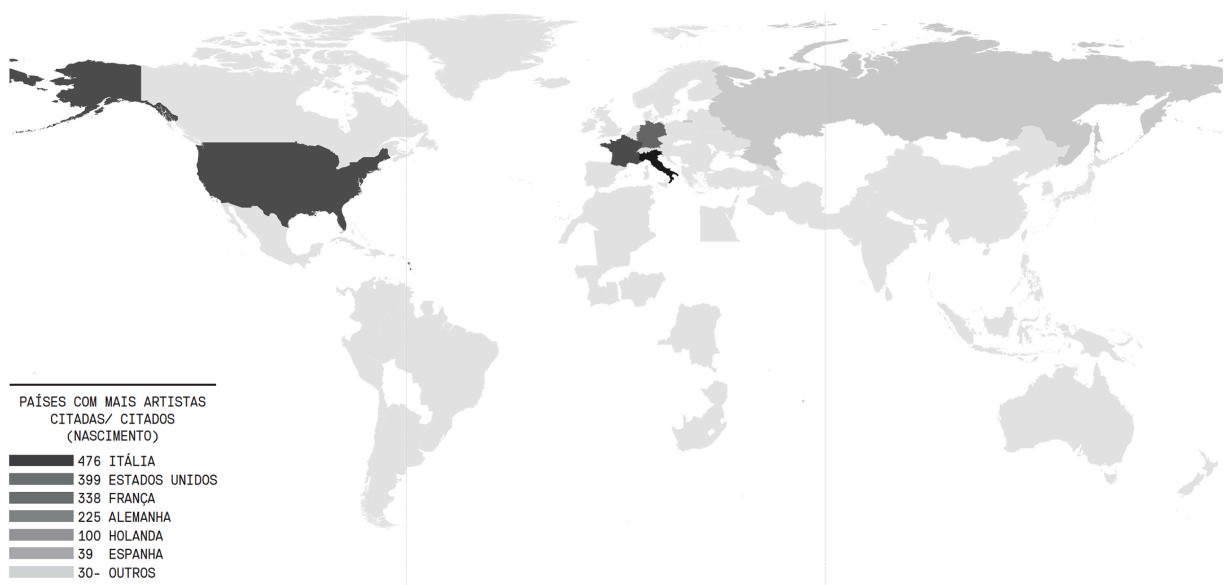 PAÍSES COM MAIS ARTISTAS
CITADAS/ CITADOS
(NASCIMENTO)
476 ITÁLIA
399 ESTADOS UNIDOS
338 FRANÇA
225 ALEMANHA
100 HOLANDA
39 ESPANHA
30- OUTROS